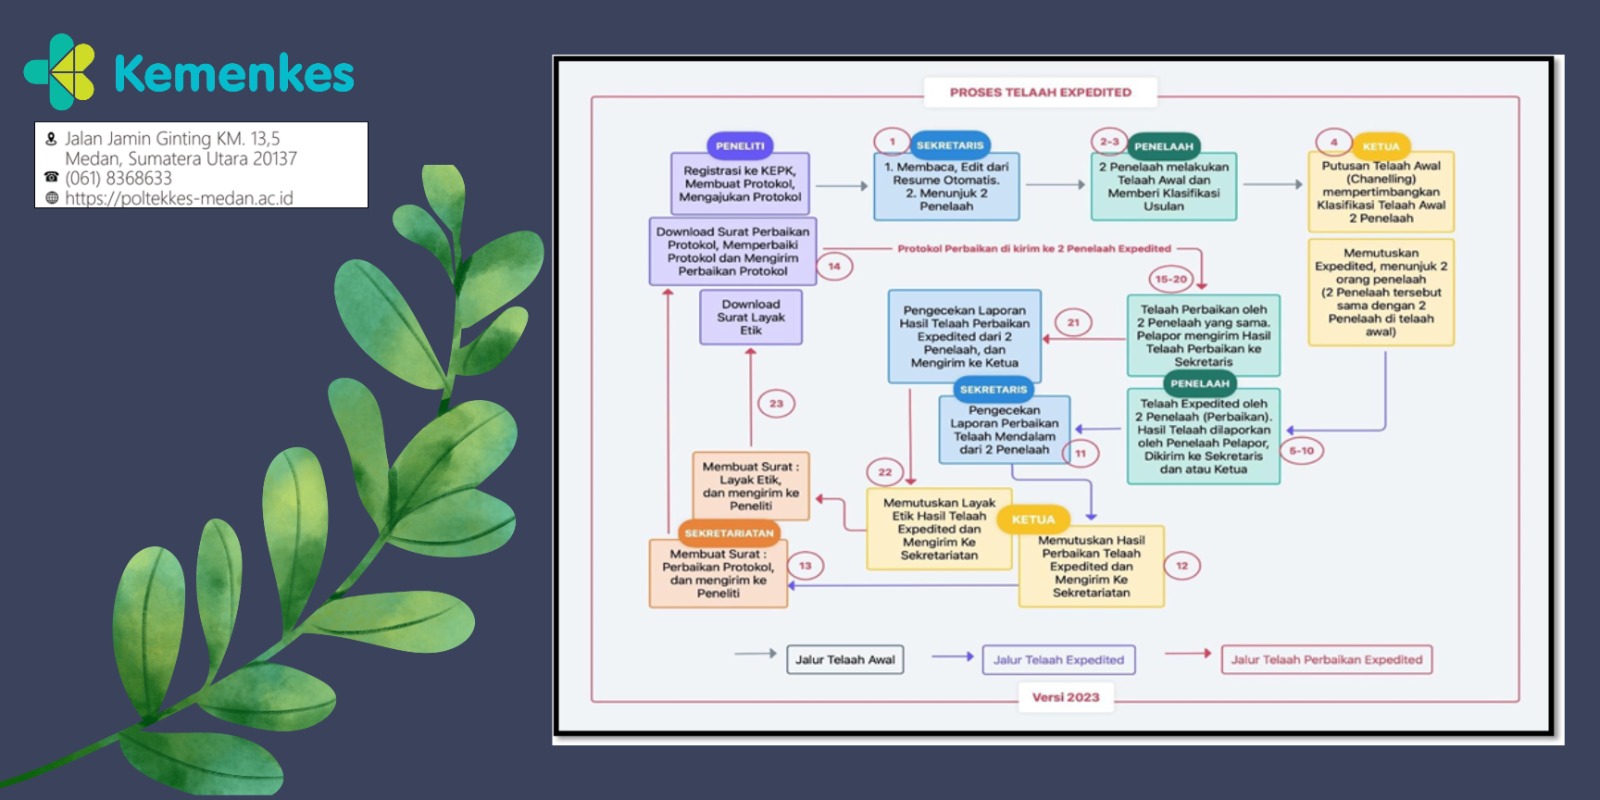 Kemenkes
Jalan Jamin Ginting KM. 13,5
Medan, Sumatera Utara 20137
(061) 8368633
https://poltekkes-medan.ac.id
PROSES TELAAH EXPEDITED
PENELITI
Registrasi ke KEPK,
Membuat Protokol,
Mengajukan Protokol
1
SEKRETARIS
1. Membaca, Edit dari
Resume Otomatis.
2. Menunjuk 2
Penelaah
2-3
PENELAAH
2 Penelaah melakukan
Telaah Awal dan
Memberi Klasifikasi
Usulan
4
KETUA
Putusan Telaah Awal
(Chanelling)
mempertimbangkan
Klasifikasi Telaah Awal
2 Penelaah
Download Surat Perbaikan
Protokol, Memperbaiki
Protokol dan Mengirim
Perbaikan Protokol
14
Protokol Perbaikan di kirim ke 2 Penelaah Expedited
Memutuskan
Expedited, menunjuk 2
orang penelaah
(2 Penelaah tersebut
sama dengan 2
Penelaah di telaah
awal)
15-20
Download
Surat Layak
Etik
Pengecekan Laporan
Hasil Telaah Perbaikan
Expedited dari 2
Penelaah, dan
Mengirim ke Ketua
21
Telaah Perbaikan oleh
2 Penelaah yang sama.
Pelapor mengirim Hasil
Telaah Perbaikan ke
Sekretaris
SEKRETARIS
Pengecekan
Laporan Perbaikan
Telaah Mendalam
dari 2 Penelaah
11
PENELAAH
Telaah Expedited oleh
2 Penelaah (Perbaikan).
Hasil Telaah dilaporkan
oleh Penelaah Pelapor,
Dikirim ke Sekretaris
dan atau Ketua
5-10
23
22
Membuat Surat :
Layak Etik,
dan mengirim ke
Peneliti
SEKRETARIATAN
Membuat Surat :
Perbaikan Protokol,
dan mengirim ke
Peneliti
13
Memutuskan Layak
Etik Hasil Telaah
Expedited dan
Mengirim Ke
Sekretariatan
KETUA
Memutuskan Hasil
Perbaikan Telaah
Expedited dan
Mengirim Ke
Sekretariatan
12
Jalur Telaah Awal
Jalur Telaah Expedited
Jalur Telaah Perbaikan Expedited
Versi 2023